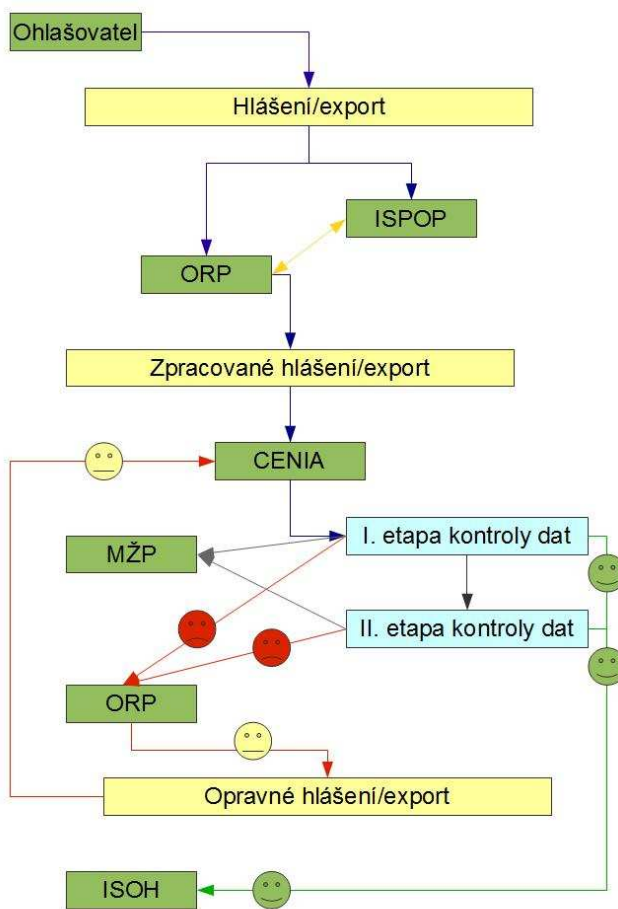 Ohlašovatel
Hlášení/export
ISPOP
ORP
Zpracované hlášení/export
CENIA
I. etapa kontroly dat
MŽP
II. etapa kontroly dat
ORP
Opravné hlášení/export
ISOH